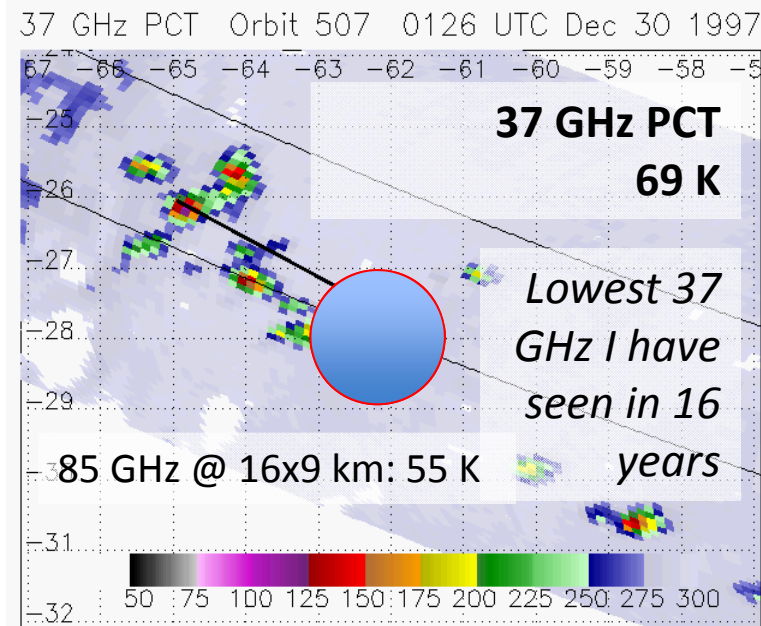 37 GHz PCT Orbit 507 0126 UTC Dec 30 1997
-67 -66 -65 -64 -63 -62 -61 -60 -59 -58
-25
37 GHz PCT
69 K
-26
-27
Lowest 37
GHz I have
seen in 16
years
-28
-29
85 GHz @ 16x9 km: 55 K
-31
50 75 100 125 150 175 200 225 250 275 300
-32